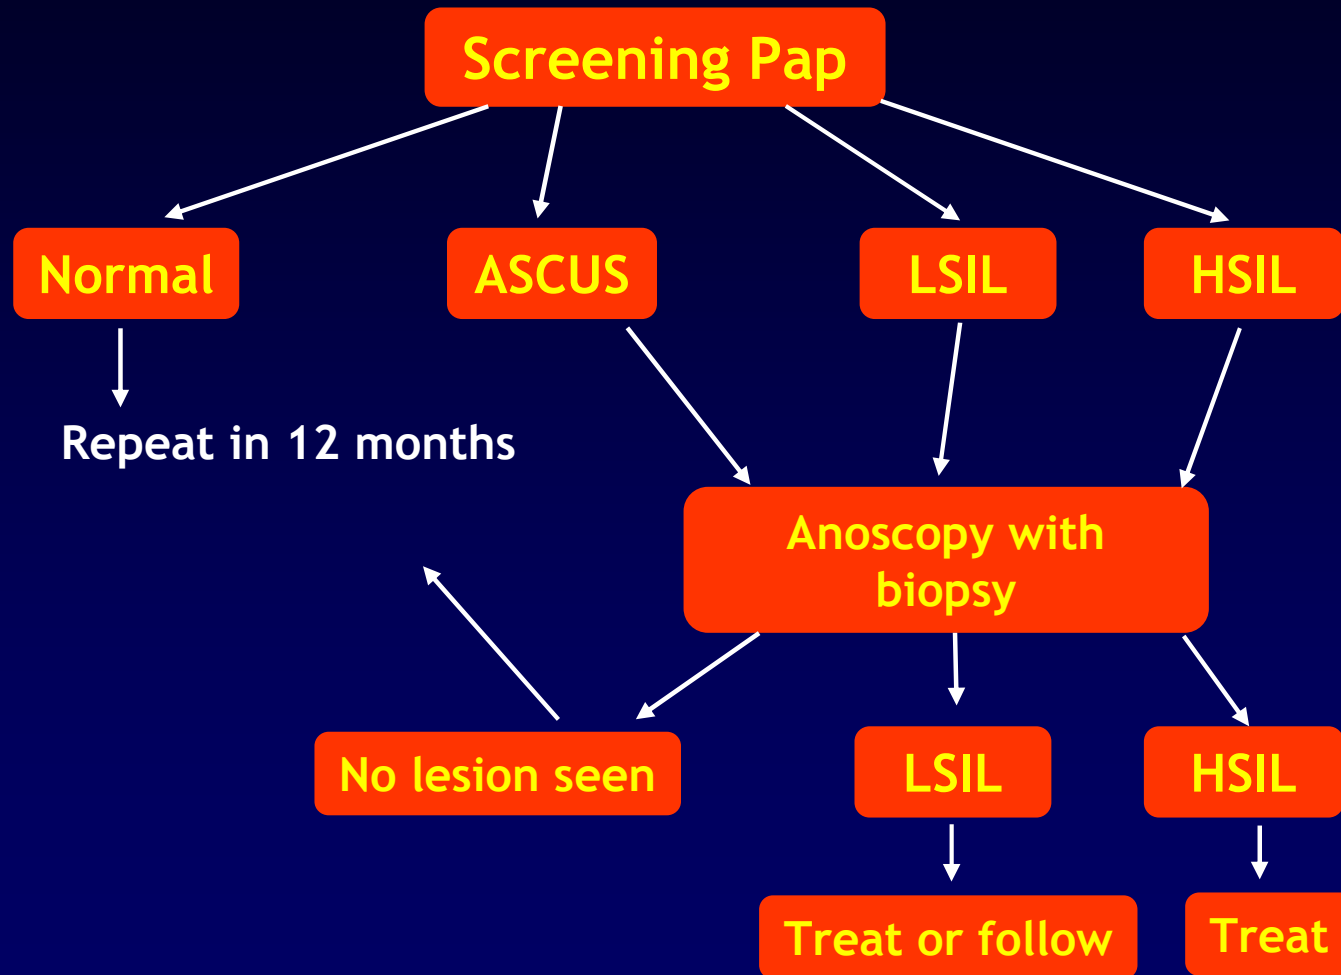 Screening Pap
Normal
ASCUS
LSIL
HSIL
Repeat in 12 months
Anoscopy with
biopsy
No lesion seen
LSIL
HSIL
Treat or follow
Treat